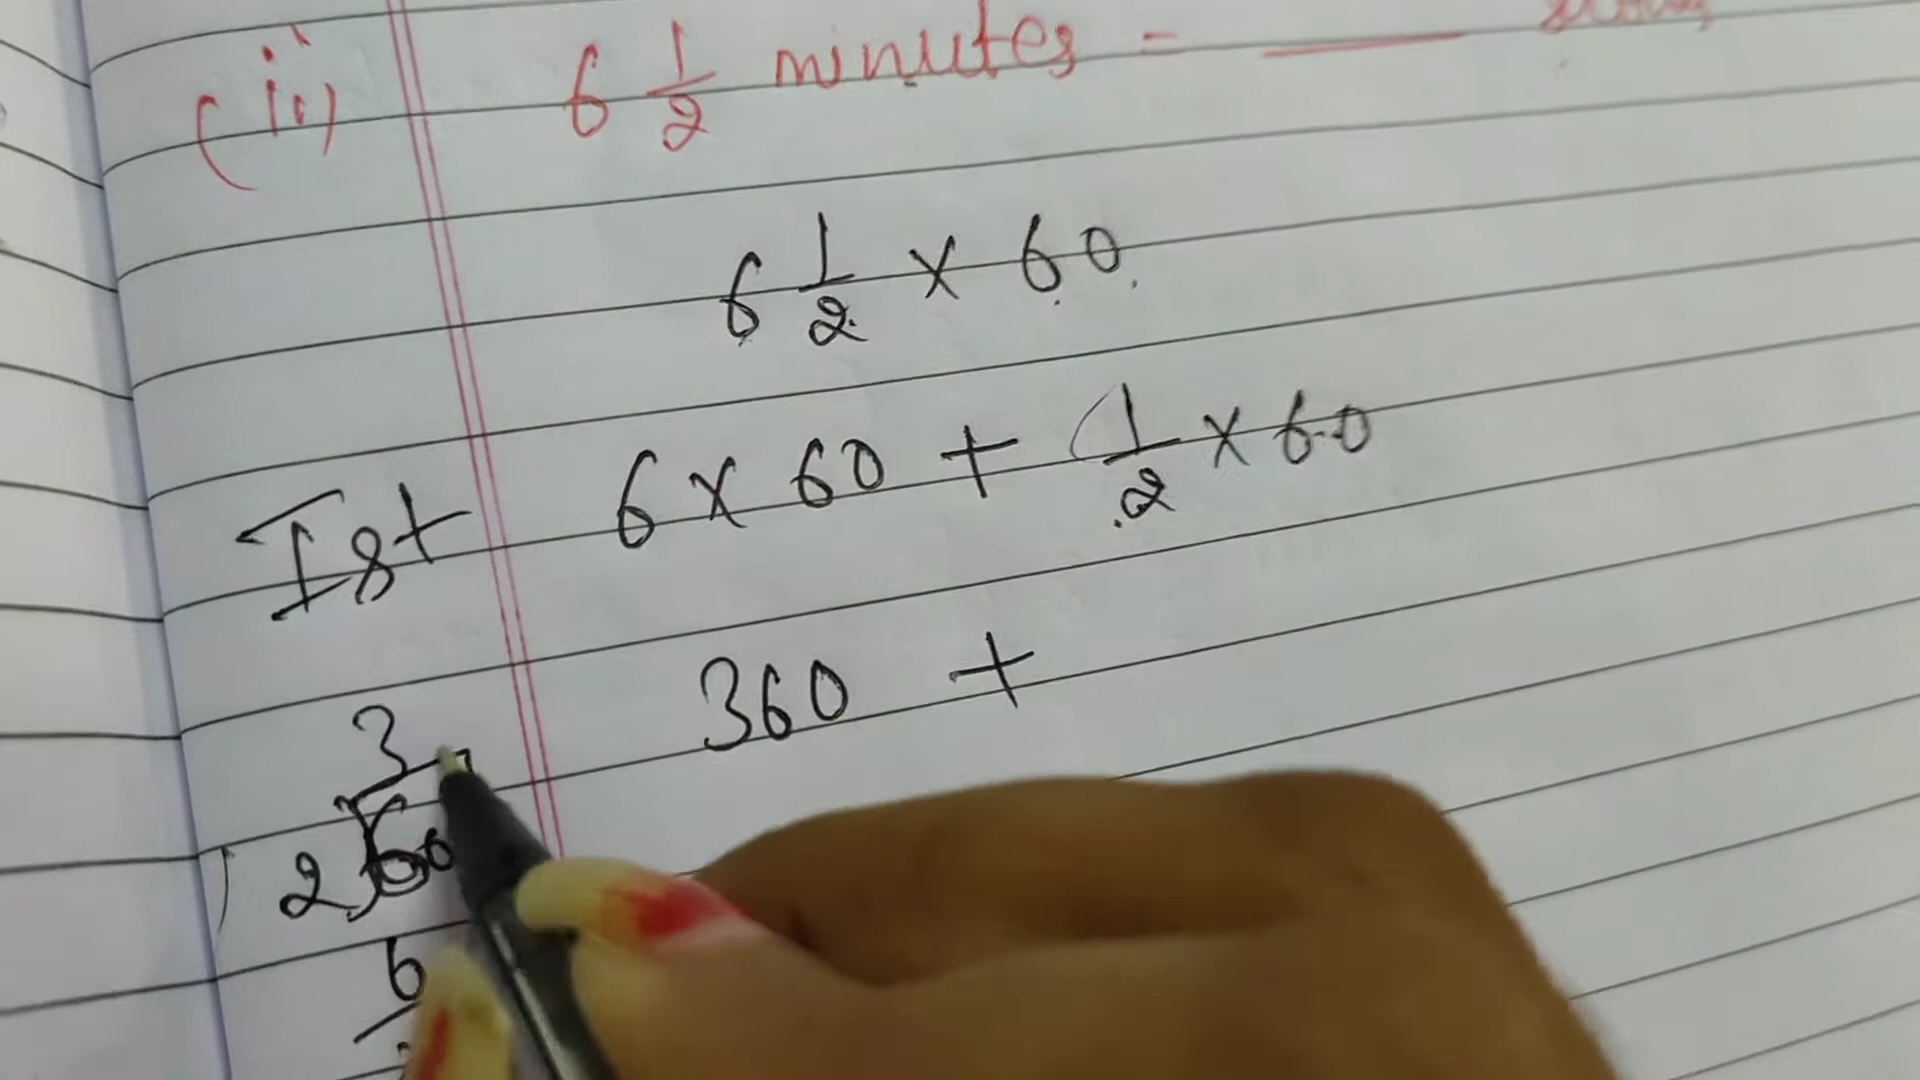 (ii) 6 1/2 minutes = ____
6 1/2 × 60
Ist 6 × 60 + (1/2 × 60
360 +
3
2)60
6